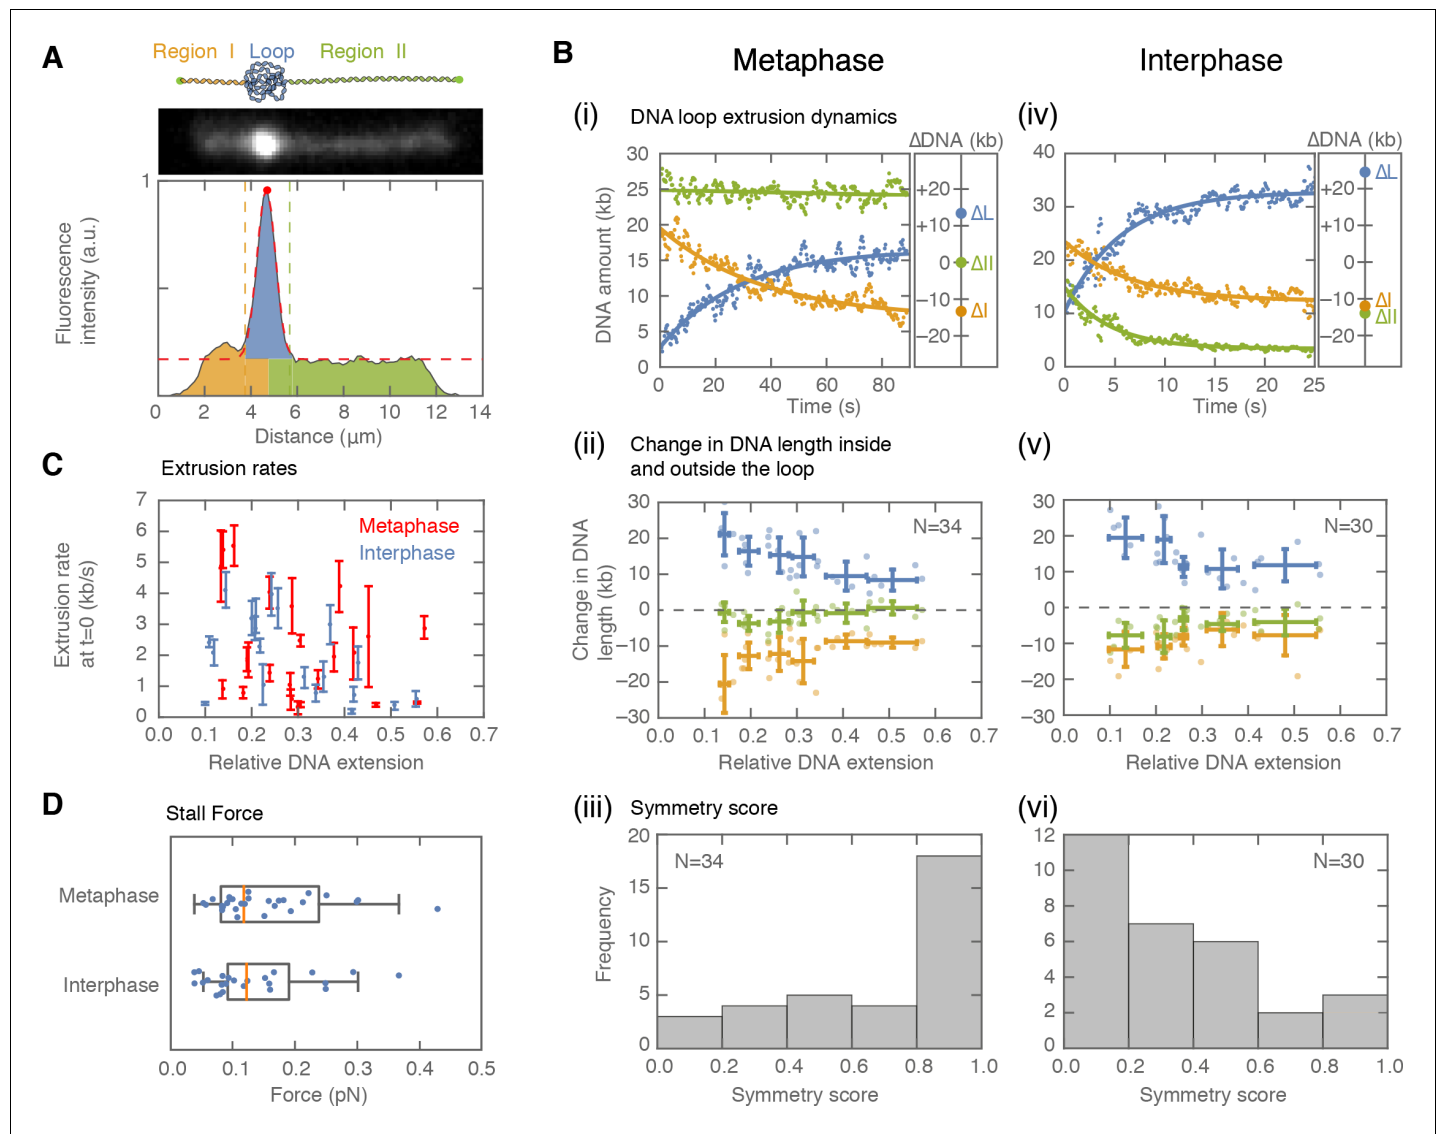 A
Region I Loop Region II
1
Fluorescence
intensity (a.u.)
0 2 4 6 8 10 12 14
Distance (μm)
B
Metaphase Interphase
(i) DNA loop extrusion dynamics
ΔDNA (kb)
30
25
20
15
10
5
0
DNA amount (kb)
+20
+10
0
−10
−20
ΔL
ΔII
ΔI
0 20 40 60 80
Time (s)
(iv)
ΔDNA (kb)
40
30
20
10
0
+20
+10
0
−10
−20
ΔL
ΔI
ΔII
0 5 10 15 20 25
Time (s)
C
Extrusion rates
Metaphase
Interphase
7
6
5
4
3
2
1
0
Extrusion rate
at t=0 (kb/s)
0.0 0.1 0.2 0.3 0.4 0.5 0.6 0.7
Relative DNA extension
(ii) Change in DNA length inside
and outside the loop
N=34
30
20
10
0
−10
−20
−30
Change in DNA
length (kb)
0.0 0.1 0.2 0.3 0.4 0.5 0.6 0.7
Relative DNA extension
(v)
N=30
30
20
10
0
−10
−20
−30
0.0 0.1 0.2 0.3 0.4 0.5 0.6 0.7
Relative DNA extension
D
Stall Force
Metaphase
Interphase
0.0 0.1 0.2 0.3 0.4 0.5
Force (pN)
(iii) Symmetry score
N=34
20
15
10
5
0
Frequency
0.0 0.2 0.4 0.6 0.8 1.0
Symmetry score
(vi)
N=30
12
10
8
6
4
2
0
0.0 0.2 0.4 0.6 0.8 1.0
Symmetry score